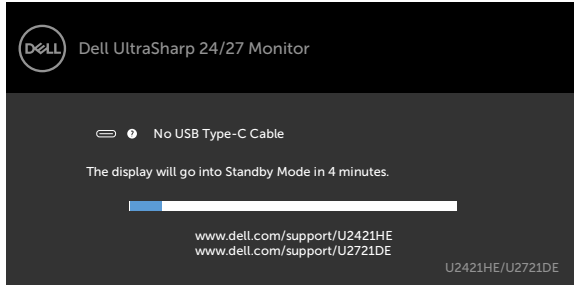 DELL
Dell UltraSharp 24/27 Monitor
? No USB Type-C Cable
The display will go into Standby Mode in 4 minutes.
www.dell.com/support/U2421HE
www.dell.com/support/U2721DE
U2421HE/U2721DE